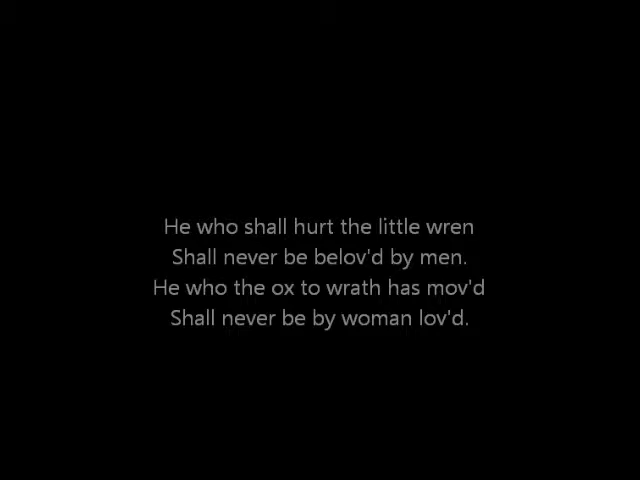 He who shall hurt the little wren
Shall never be belov'd by men.
He who the ox to wrath has mov'd
Shall never be by woman lov'd.